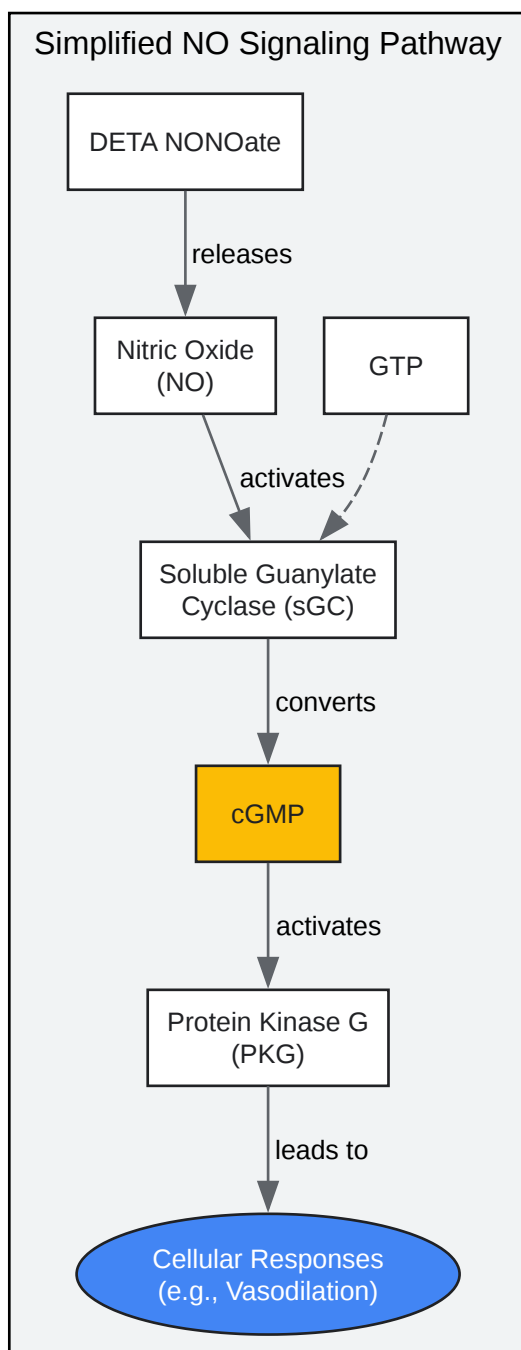 Simplified NO Signaling Pathway
DETA NONOate
releases
Nitric Oxide
(NO)
GTP
activates
Soluble Guanylate
Cyclase (sGC)
converts
cGMP
activates
Protein Kinase G
(PKG)
leads to
Cellular Responses
(e.g., Vasodilation)